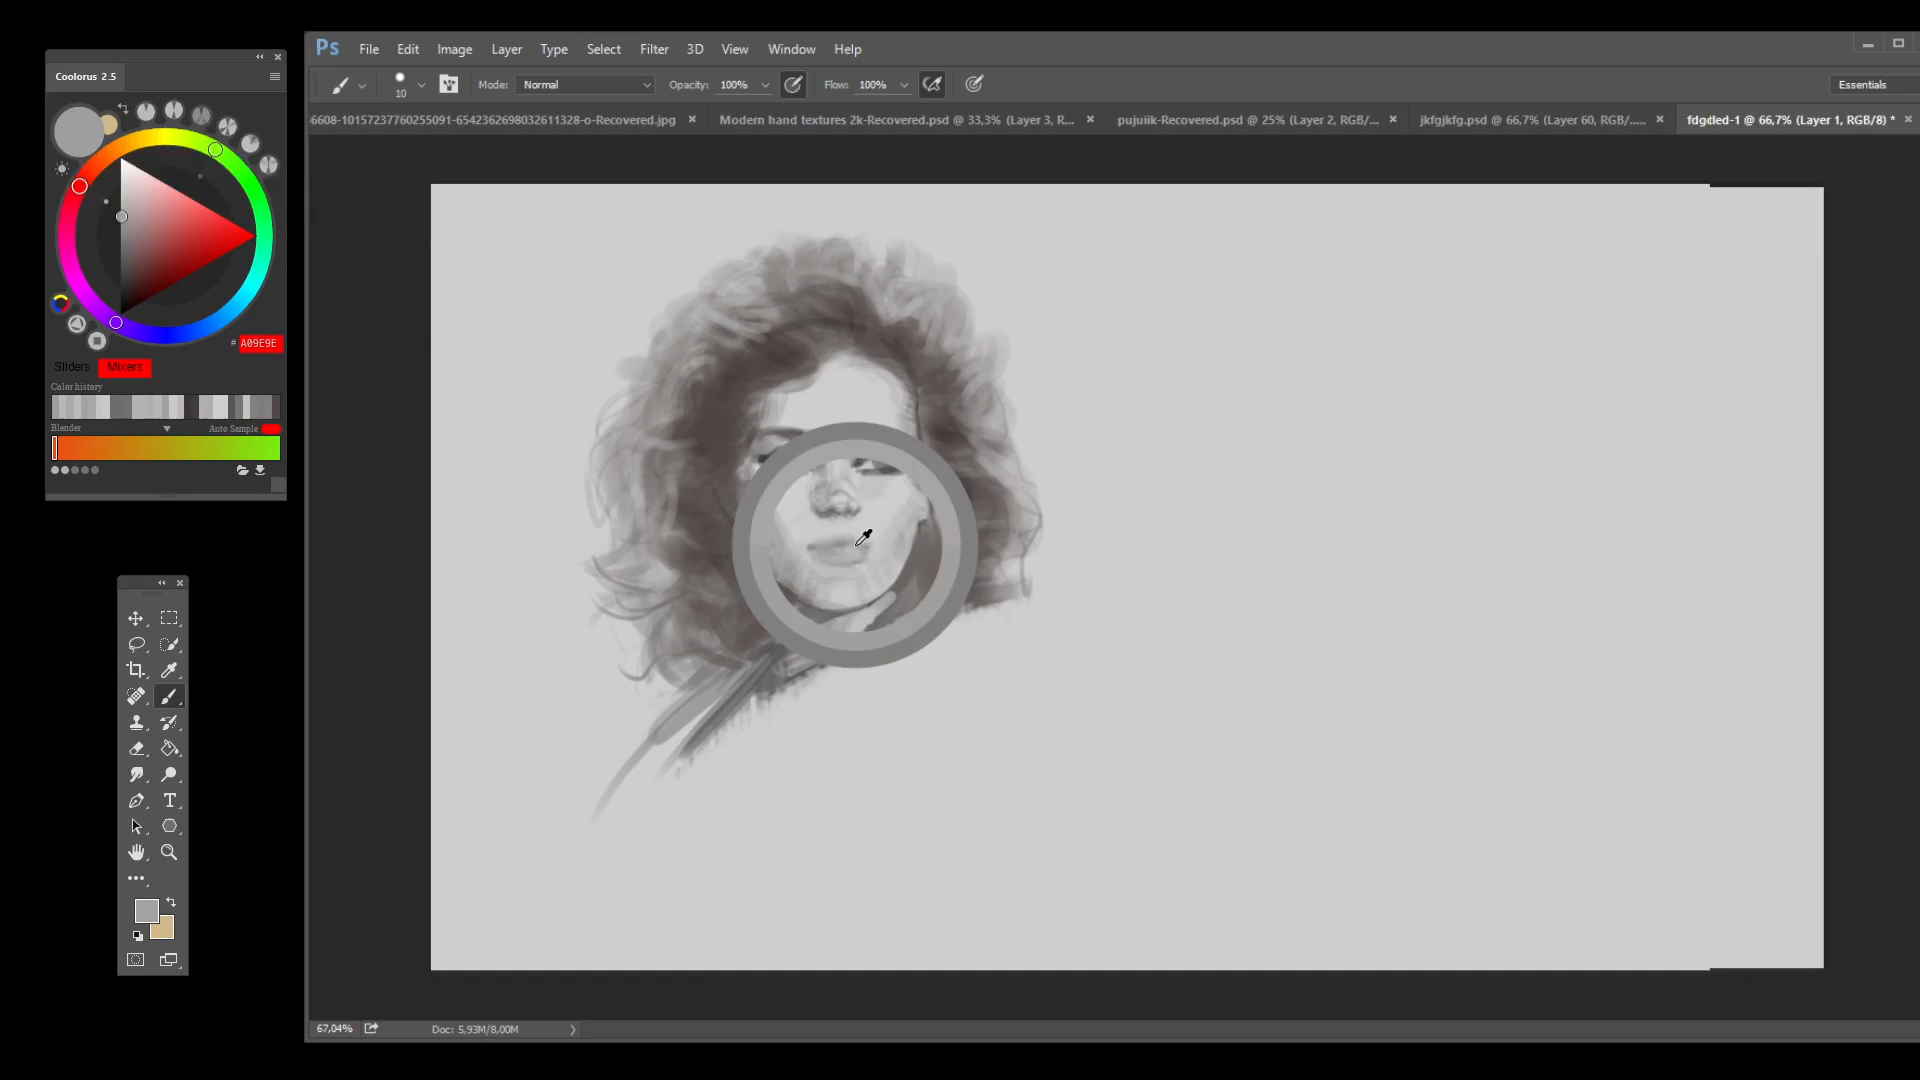 Coolorus 2.5
# A09E9E
Sliders Mixers
Color history
Blender Auto Sample
Ps File Edit Image Layer Type Select Filter 3D View Window Help
10 Mode: Normal Opacity: 100% Flow: 100% Essentials
6608-10157237760255091-6542362698032611328-o-Recovered.jpg × Modern hand textures 2k-Recovered.psd @ 33,3% (Layer 3, R... × pujuiik-Recovered.psd @ 25% (Layer 2, RGB/... × jkfgjkfg.psd @ 66,7% (Layer 60, RGB/..... × @ 66,7% (Layer 1, RGB/8) * ×
67,04% Doc: 5,93M/8,00M